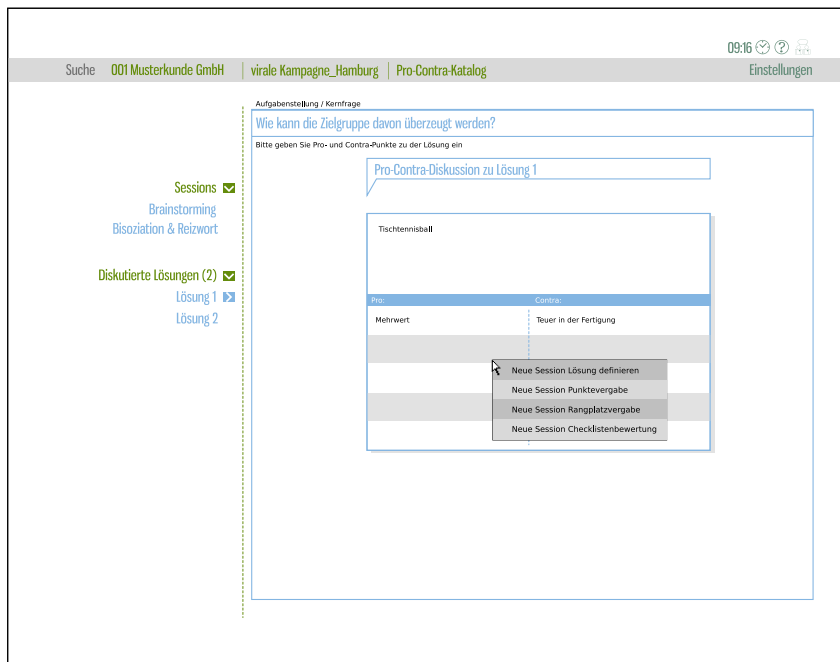 09:16
Suche 001 Musterkunde GmbH virale Kampagne_Hamburg Pro-Contra-Katalog Einstellungen
Aufgabenstellung / Kernfrage
Wie kann die Zielgruppe davon überzeugt werden?
Bitte geben Sie Pro- und Contra-Punkte zu der Lösung ein
Pro-Contra-Diskussion zu Lösung 1
Sessions
Brainstorming
Bisoziation & Reizwort
Diskutierte Lösungen (2)
Lösung 1
Lösung 2
Tischtennisball
Pro: Contra:
Mehrwert Teuer in der Fertigung
Neue Session Lösung definieren
Neue Session Punktevergabe
Neue Session Rangplatzvergabe
Neue Session Checklistenbewertung